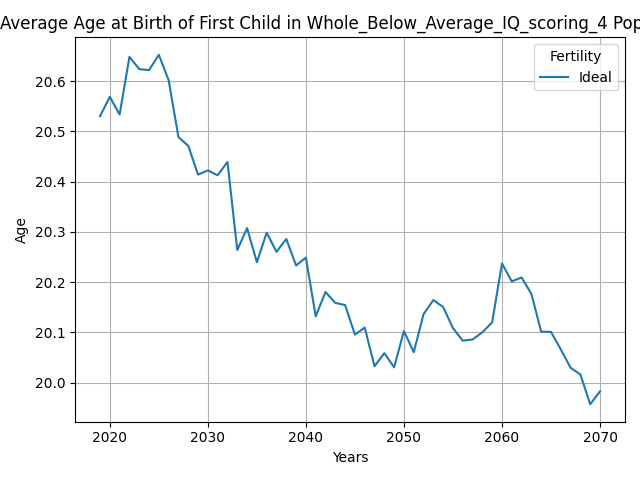 Average Age at Birth of First Child in Whole_Below_Average_IQ_scoring_4 Pop
Fertility
Ideal
20.6
20.5
20.4
20.3
20.2
20.1
20.0
Age
2020 2030 2040 2050 2060 2070
Years